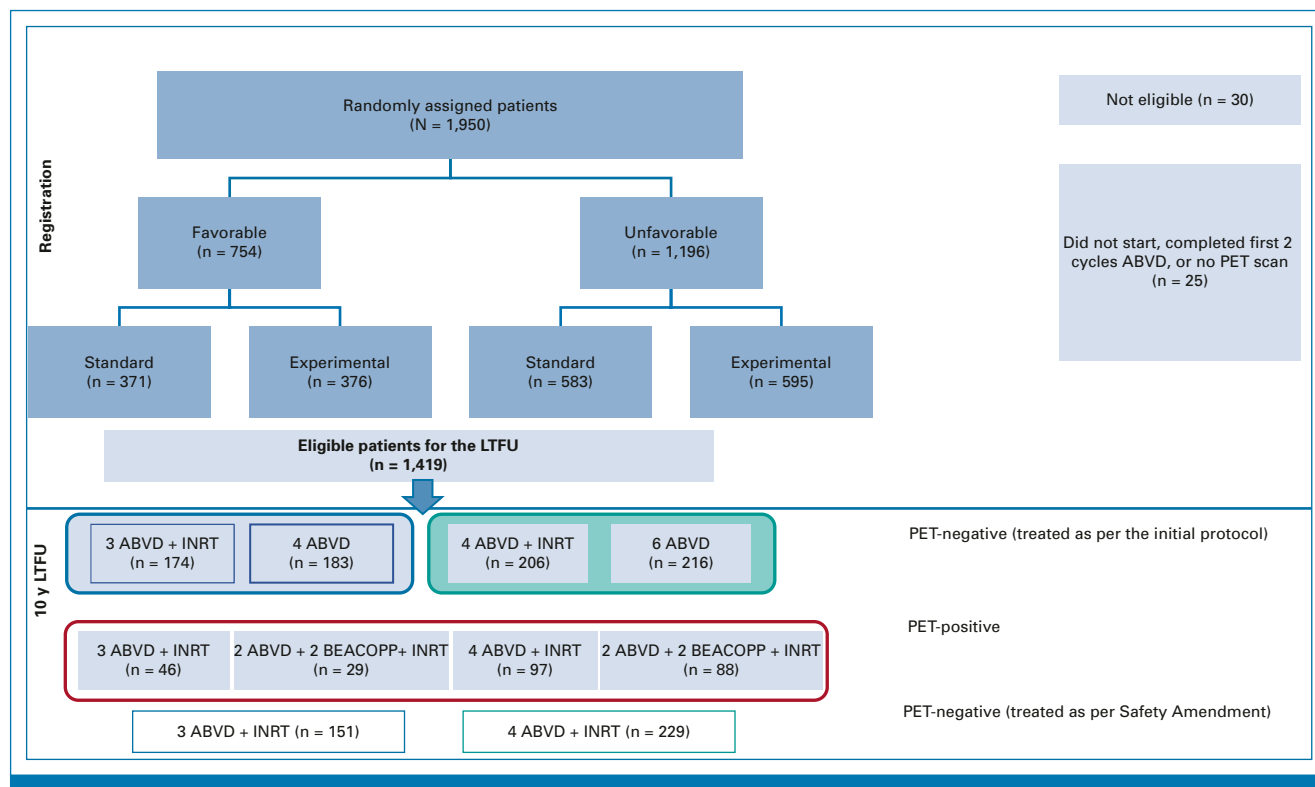 Registration
Randomly assigned patients
(N = 1,950)
Not eligible (n = 30)
Favorable
(n = 754)
Unfavorable
(n = 1,196)
Did not start, completed first 2
cycles ABVD, or no PET scan
(n = 25)
Standard
(n = 371)
Experimental
(n = 376)
Standard
(n = 583)
Experimental
(n = 595)
Eligible patients for the LTFU
(n = 1,419)
10 y LTFU
3 ABVD + INRT
(n = 174)
4 ABVD
(n = 183)
4 ABVD + INRT
(n = 206)
6 ABVD
(n = 216)
PET-negative (treated as per the initial protocol)
3 ABVD + INRT
(n = 46)
2 ABVD + 2 BEACOPP+ INRT
(n = 29)
4 ABVD + INRT
(n = 97)
2 ABVD + 2 BEACOPP + INRT
(n = 88)
PET-positive
3 ABVD + INRT (n = 151)
4 ABVD + INRT (n = 229)
PET-negative (treated as per Safety Amendment)